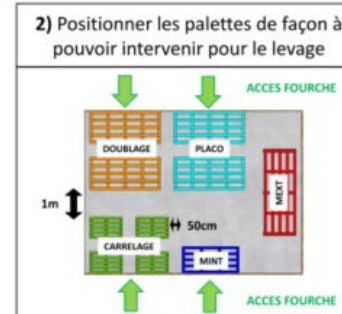 2) Positionner les palettes de façon à
pouvoir intervenir pour le levage
ACCES FOURCHE
DOUBLAGE
PLACO
MEXT
1m
50cm
CARRELAGE
MINT
ACCES FOURCHE